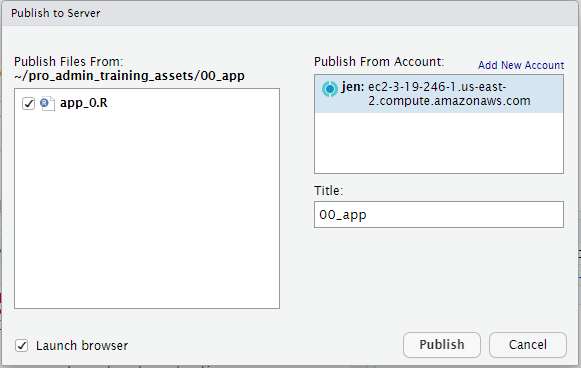 Publish to Server
Publish Files From:
~/pro_admin_training_assets/00_app
app_0.R
Publish From Account:
Add New Account
jen: ec2-3-19-246-1.us-east-
2.compute.amazonaws.com
Title:
00_app
Launch browser
Publish
Cancel